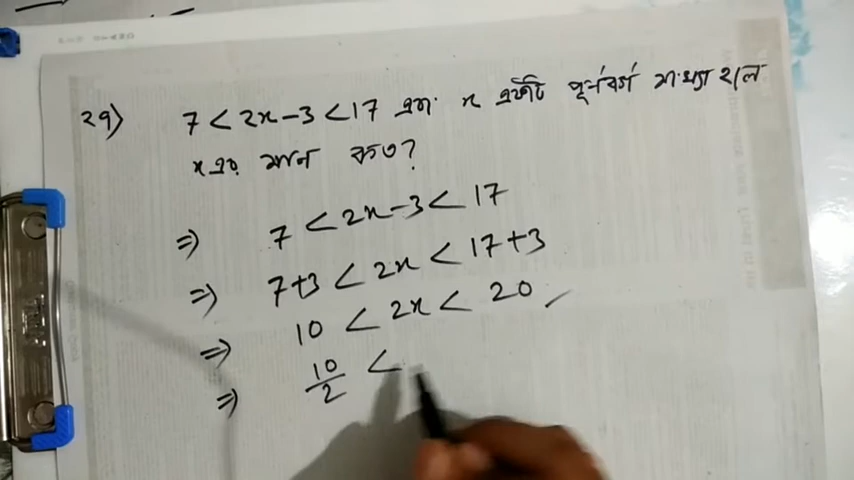 ২৭) 7 < 2x - 3 < 17 এবং x একটি পূর্ণবর্গ সংখ্যা হলে
x এর মান কত?
⇒ 7 < 2x - 3 < 17
⇒ 7+3 < 2x < 17+3
⇒ 10 < 2x < 20
⇒ 10/2 <